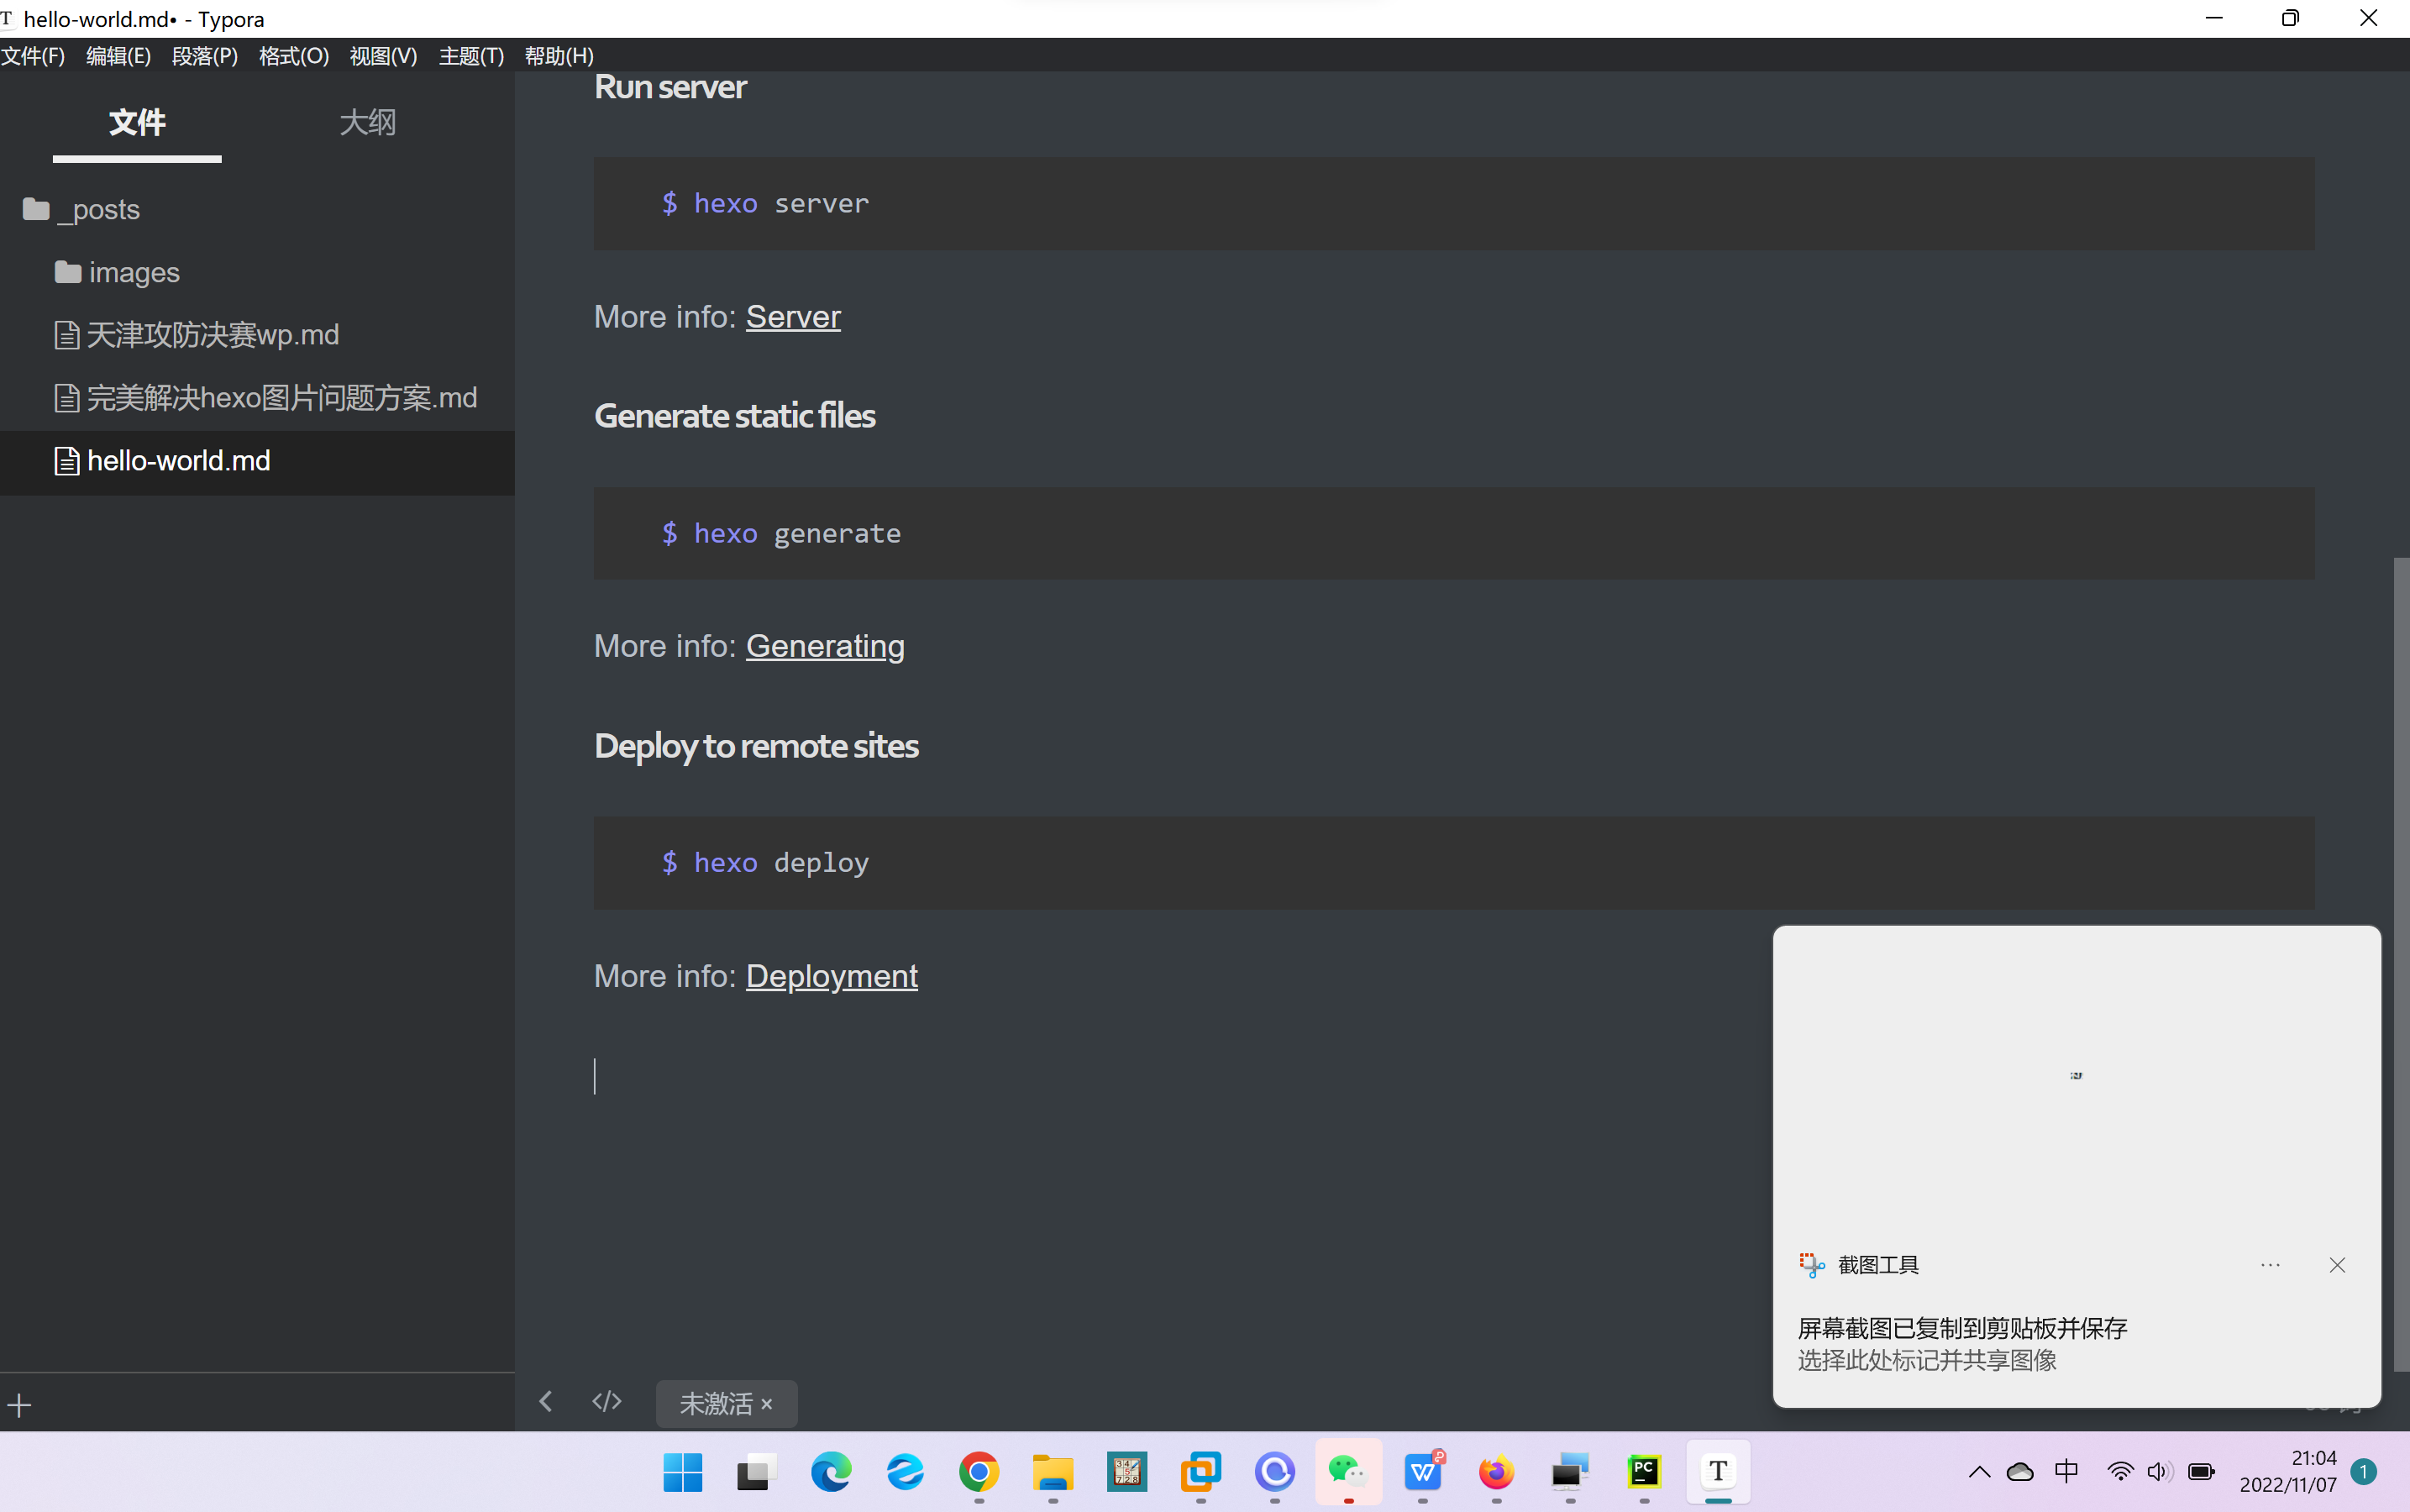 hello-world.md• - Typora
文件(F) 编辑(E) 段落(P) 格式(O) 视图(V) 主题(T) 帮助(H)
文件 大纲
_posts
images
天津攻防决赛wp.md
完美解决hexo图片问题方案.md
hello-world.md
Run server
$ hexo server
More info: Server
Generate static files
$ hexo generate
More info: Generating
Deploy to remote sites
$ hexo deploy
More info: Deployment
截图工具
屏幕截图已复制到剪贴板并保存
选择此处标记并共享图像
</> 未激活 ×
中
21:04
2022/11/07
1